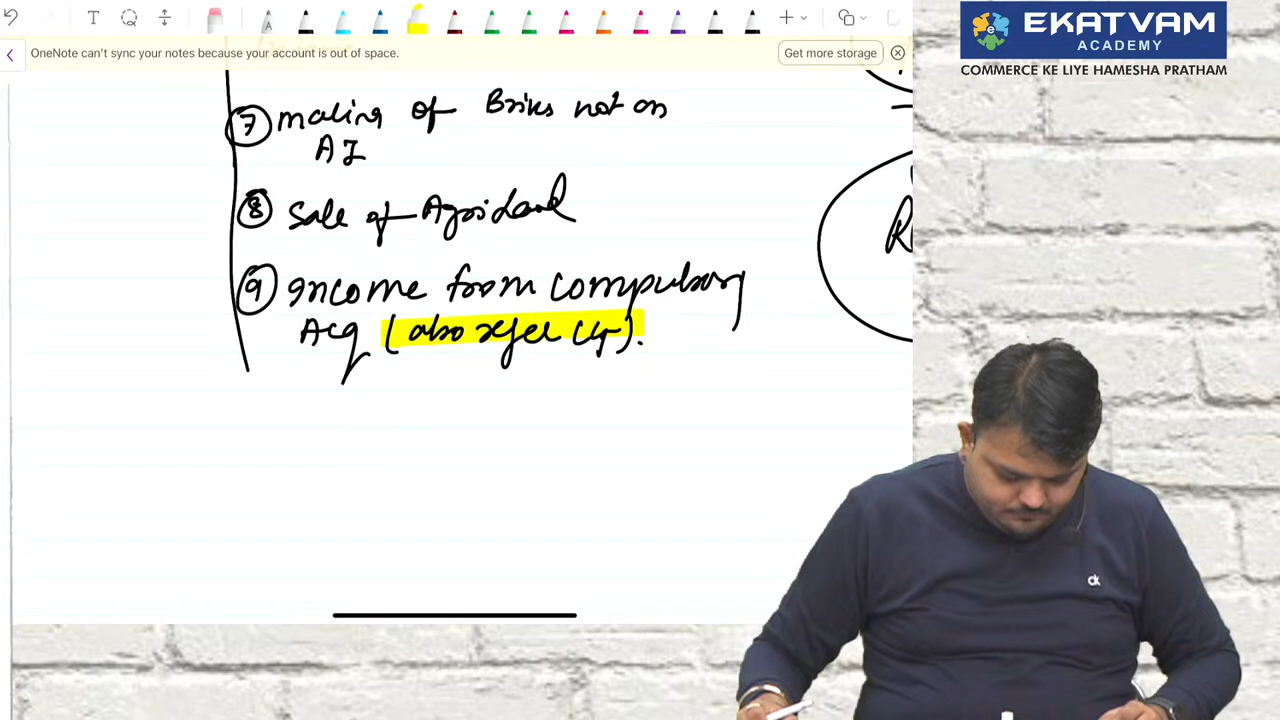 EKATVAM
ACADEMY
COMMERCE KE LIYE HAMESHA PRATHAM
OneNote can't sync your notes because your account is out of space.
Get more storage
⑦ making of Briks not an
AI
⑧ Sale of Agri Land
⑨ Income from compulsory
Acq (also refer CG).